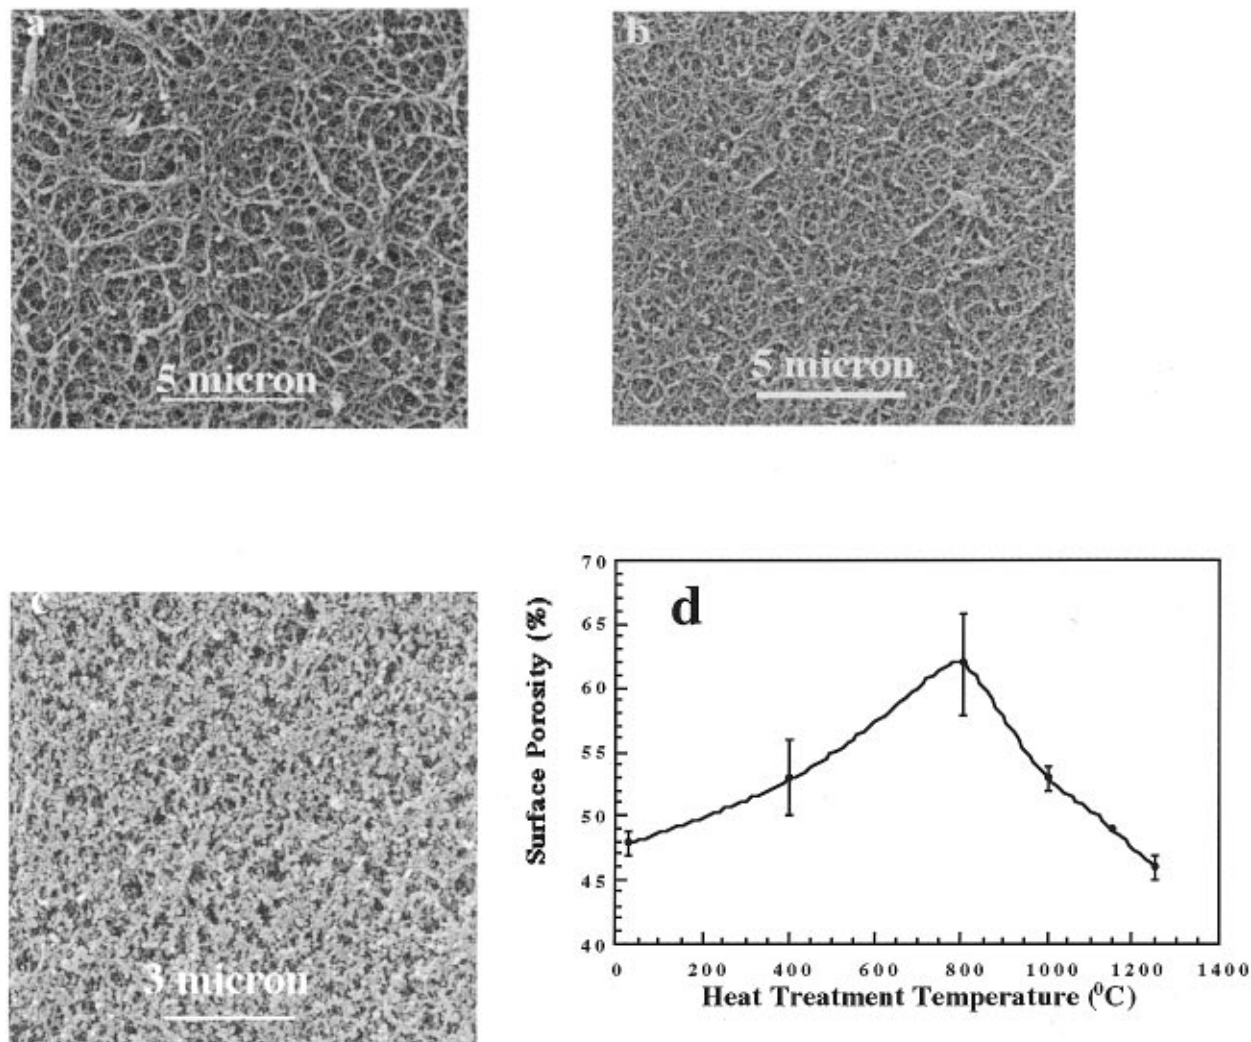 a
5 micron
b
5 micron
c
3 micron
d
Surface Porosity (%)
70
65
60
55
50
45
40
0 200 400 600 800 1000 1200 1400
Heat Treatment Temperature (⁰C)